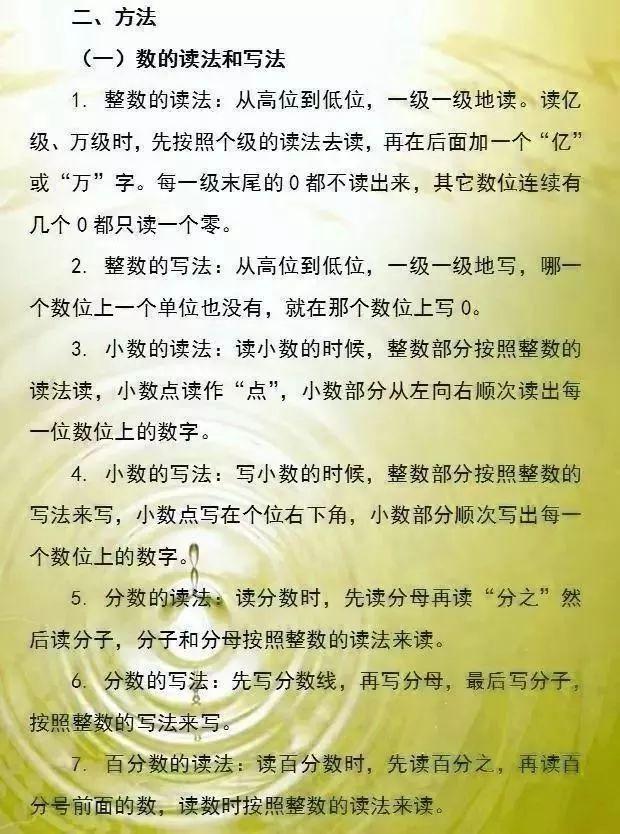 二、方法
（一）数的读法和写法
1. 整数的读法：从高位到低位，一级一级地读。读亿
级、万级时，先按照个级的读法去读，再在后面加一个“亿”
或“万”字。每一级末尾的0都不读出来，其它数位连续有
几个0都只读一个零。
2. 整数的写法：从高位到低位，一级一级地写，哪一
个数位上一个单位也没有，就在那个数位上写0。
3. 小数的读法：读小数的时候，整数部分按照整数的
读法读，小数点读作“点”，小数部分从左向右顺次读出每
一位数位上的数字。
4. 小数的写法：写小数的时候，整数部分按照整数的
写法来写，小数点写在个位右下角，小数部分顺次写出每一
个数位上的数字。
5. 分数的读法：读分数时，先读分母再读“分之”然
后读分子，分子和分母按照整数的读法来读。
6. 分数的写法：先写分数线，再写分母，最后写分子，
按照整数的写法来写。
7. 百分数的读法：读百分数时，先读百分之，再读百
分号前面的数，读数时按照整数的读法来读。